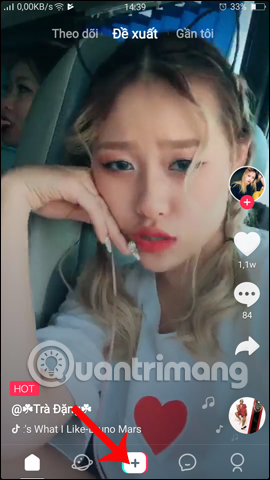 0,00KB/s 14:39 33%
Theo dõi Đề xuất Gần tôi
1,1w
84
Quantrimang
HOT
@☘Trà Đặng☘
's What I Like-Bruno Mars